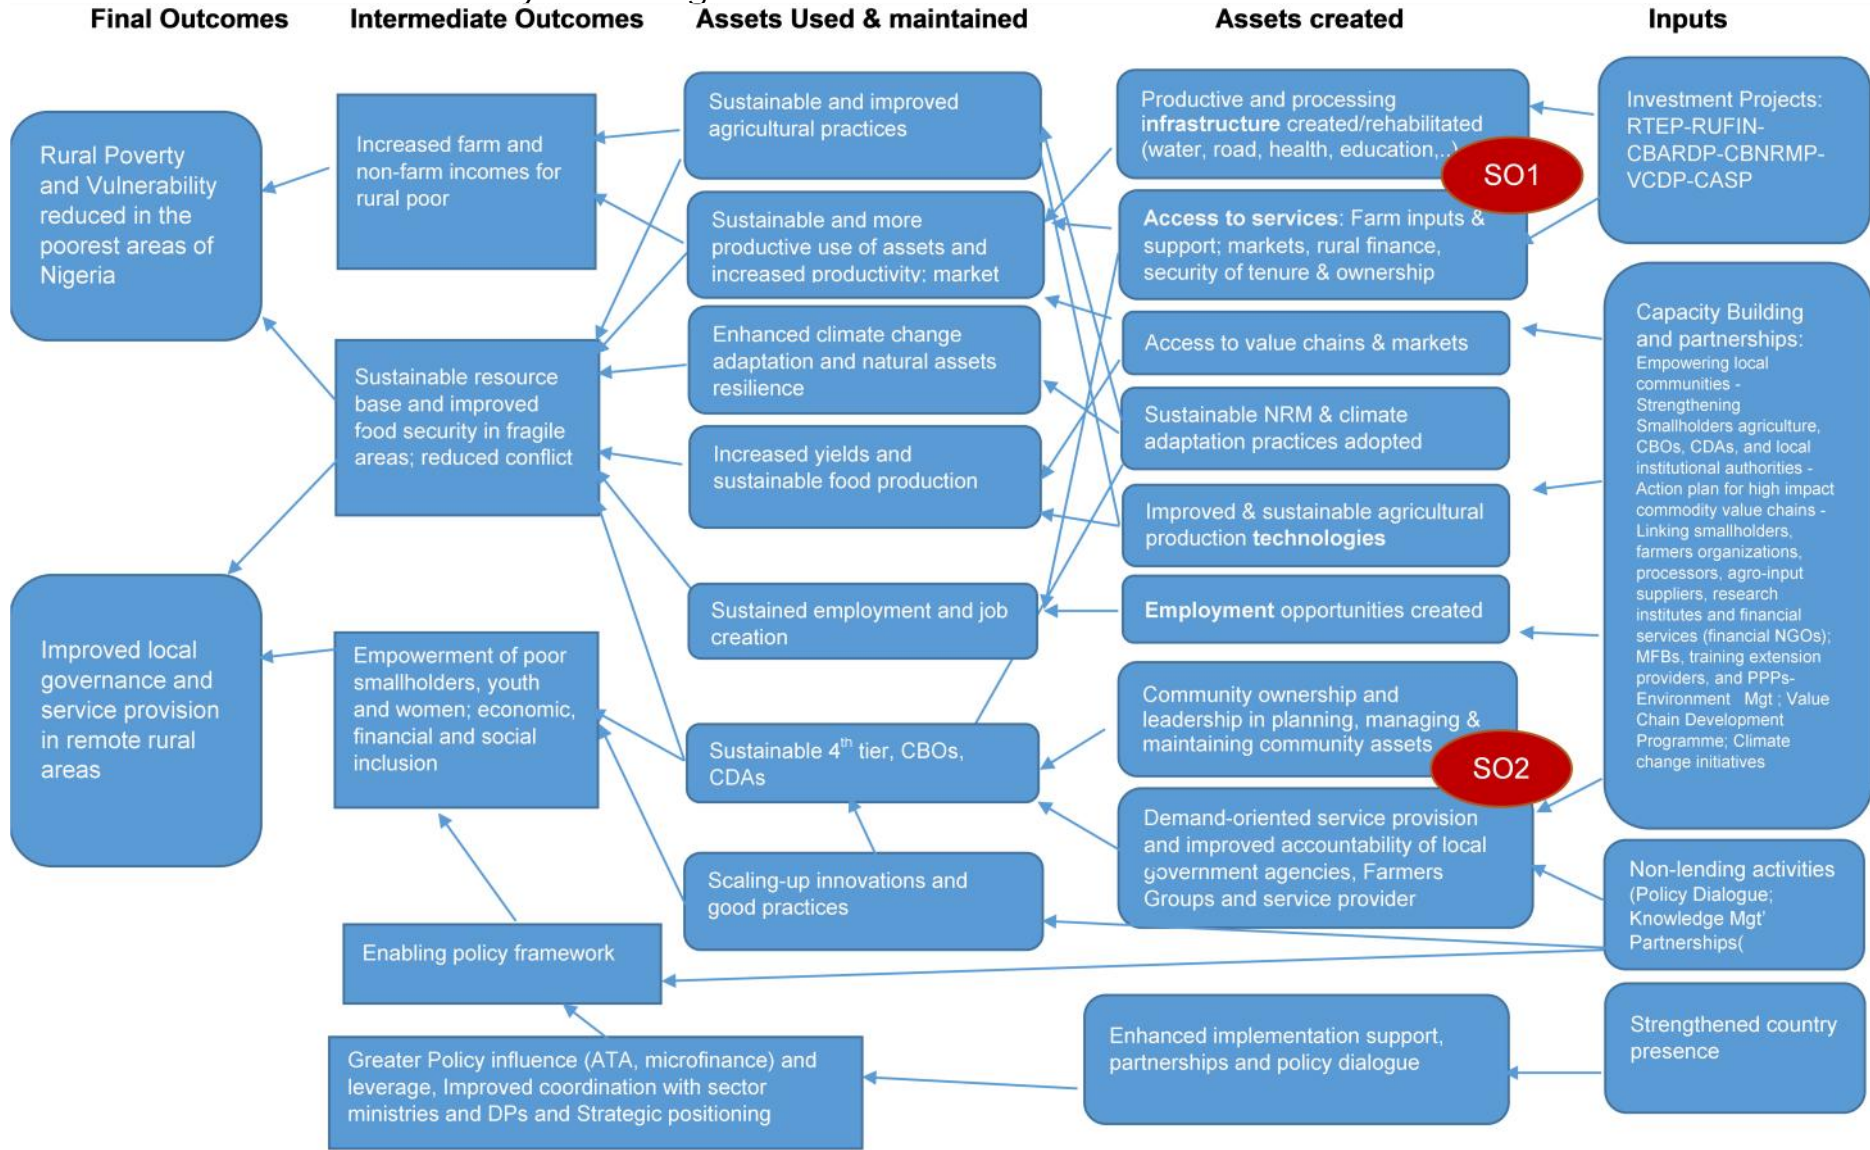 Final Outcomes
Intermediate Outcomes
Assets Used & maintained
Assets created
Inputs
Rural Poverty
and Vulnerability
reduced in the
poorest areas of
Nigeria
Improved local
governance and
service provision
in remote rural
areas
Increased farm and
non-farm incomes for
rural poor
Sustainable resource
base and improved
food security in fragile
areas; reduced conflict
Empowerment of poor
smallholders, youth
and women; economic,
financial and social
inclusion
Enabling policy framework
Greater Policy influence (ATA, microfinance) and
leverage, Improved coordination with sector
ministries and DPs and Strategic positioning
Sustainable and improved
agricultural practices
Sustainable and more
productive use of assets and
increased productivity; market
Enhanced climate change
adaptation and natural assets
resilience
Increased yields and
sustainable food production
Sustained employment and job
creation
Sustainable 4th tier, CBOs,
CDAs
Scaling-up innovations and
good practices
Productive and processing
infrastructure created/rehabilitated
(water, road, health, education,..)
SO1
Access to services: Farm inputs &
support; markets, rural finance,
security of tenure & ownership
Access to value chains & markets
Sustainable NRM & climate
adaptation practices adopted
Improved & sustainable agricultural
production technologies
Employment opportunities created
Community ownership and
leadership in planning, managing &
maintaining community assets
SO2
Demand-oriented service provision
and improved accountability of local
government agencies, Farmers
Groups and service provider
Enhanced implementation support,
partnerships and policy dialogue
Investment Projects:
RTEP-RUFIN-
CBARDP-CBNRMP-
VCDP-CASP
Capacity Building
and partnerships:
Empowering local
communities -
Strengthening
Smallholders agriculture,
CBOs, CDAs, and local
institutional authorities -
Action plan for high impact
commodity value chains -
Linking smallholders,
farmers organizations,
processors, agro-input
suppliers, research
institutes and financial
services (financial NGOs);
MFBs, training extension
providers, and PPPs-
Environment Mgt ; Value
Chain Development
Programme; Climate
change initiatives
Non-lending activities
(Policy Dialogue;
Knowledge Mgt'
Partnerships(
Strengthened country
presence